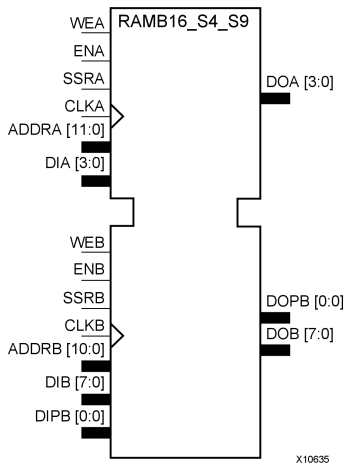 RAMB16_S4_S9
WEA
ENA
SSRA
CLKA
ADDRA [11:0]
DIA [3:0]
DOA [3:0]
WEB
ENB
SSRB
CLKB
ADDRB [10:0]
DIB [7:0]
DIPB [0:0]
DOPB [0:0]
DOB [7:0]
X10635